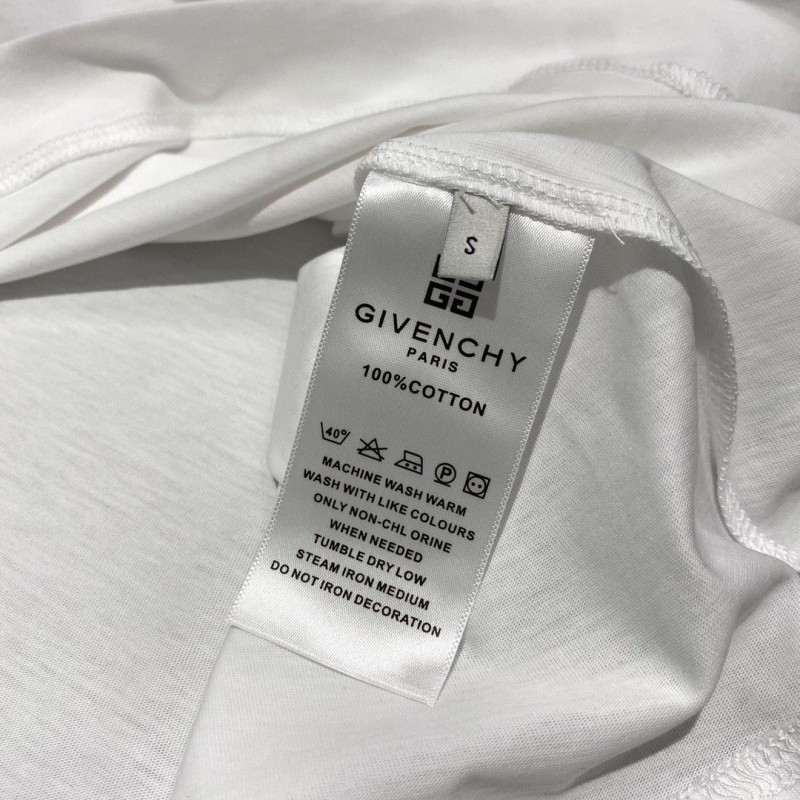 S
GIVENCHY
PARIS
100%COTTON
40°
P
MACHINE WASH WARM
WASH WITH LIKE COLOURS
ONLY NON-CHL ORINE
WHEN NEEDED
TUMBLE DRY LOW
STEAM IRON MEDIUM
DO NOT IRON DECORATION